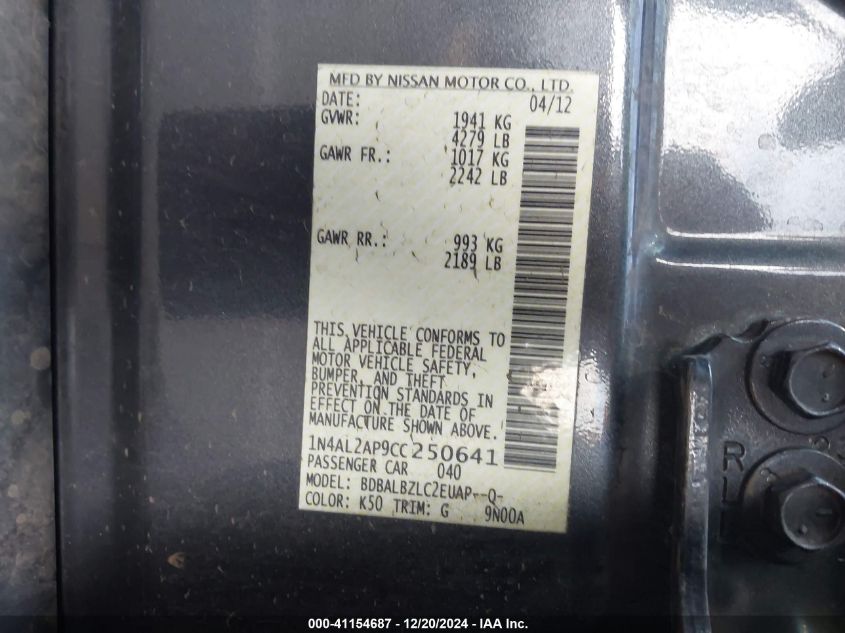 MFD BY NISSAN MOTOR CO., LTD.
DATE: 04/12
GVWR: 1941 KG
4279 LB
GAWR FR.: 1017 KG
2242 LB
GAWR RR.: 993 KG
2189 LB
THIS VEHICLE CONFORMS TO
ALL APPLICABLE FEDERAL
MOTOR VEHICLE SAFETY,
BUMPER, AND THEFT
PREVENTION STANDARDS IN
EFFECT ON THE DATE OF
MANUFACTURE SHOWN ABOVE.
1N4AL2AP9CC250641
PASSENGER CAR 040
MODEL: BDBALBZLC2EUAP--Q-
COLOR: K50 TRIM: G 9N00A
000-41154687 - 12/20/2024 - IAA Inc.